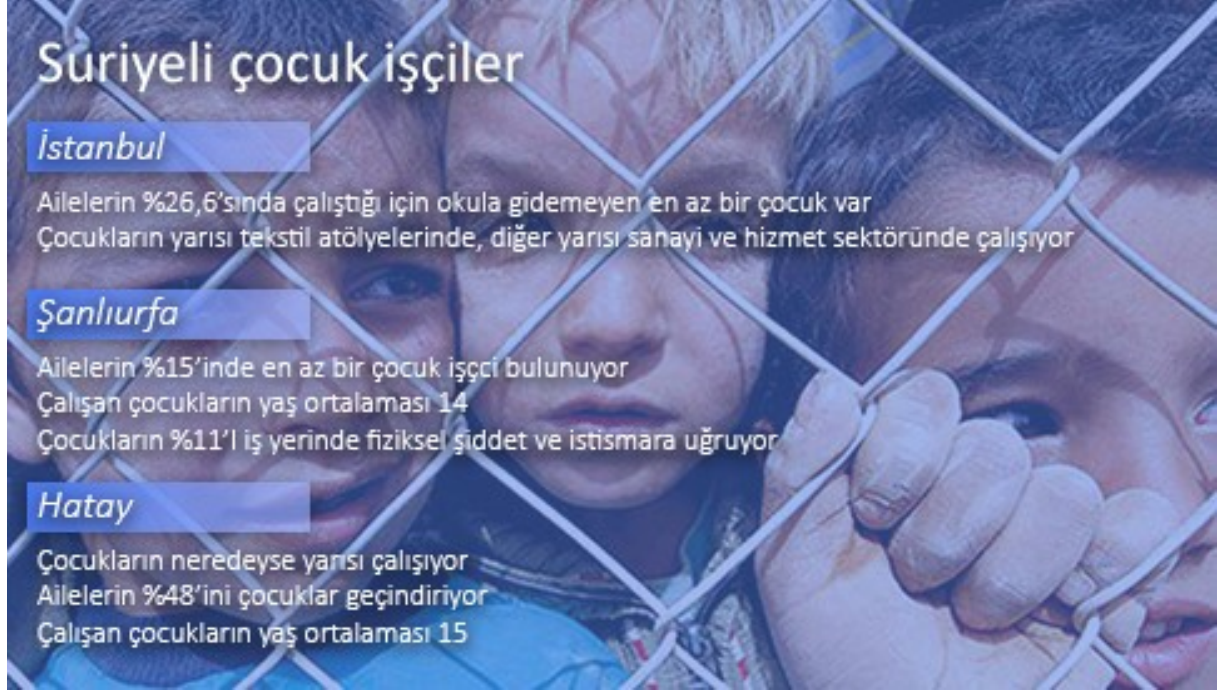 Suriyeli çocuk işçiler
İstanbul
Ailelerin %26,6'sında çalıştığı için okula gidemeyen en az bir çocuk var
Çocukların yarısı tekstil atölyelerinde, diğer yarısı sanayi ve hizmet sektöründe çalışıyor
Şanlıurfa
Ailelerin %15'inde en az bir çocuk işçci bulunuyor
Çalışan çocukların yaş ortalaması 14
Çocukların %11'I iş yerinde fiziksel şiddet ve istismara uğruyor
Hatay
Çocukların neredeyse yarısı çalışıyor
Ailelerin %48'ini çocuklar geçindiriyor
Çalışan çocukların yaş ortalaması 15